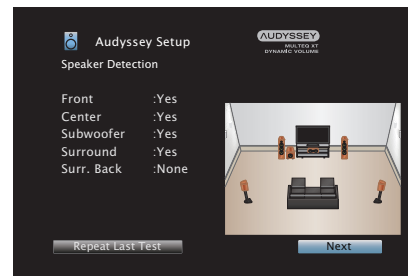 Audyssey Setup
AUDYSSEY
MULTEQ XT
DYNAMIC VOLUME
Speaker Detection
Front :Yes
Center :Yes
Subwoofer :Yes
Surround :Yes
Surr. Back :None
Repeat Last Test
Next